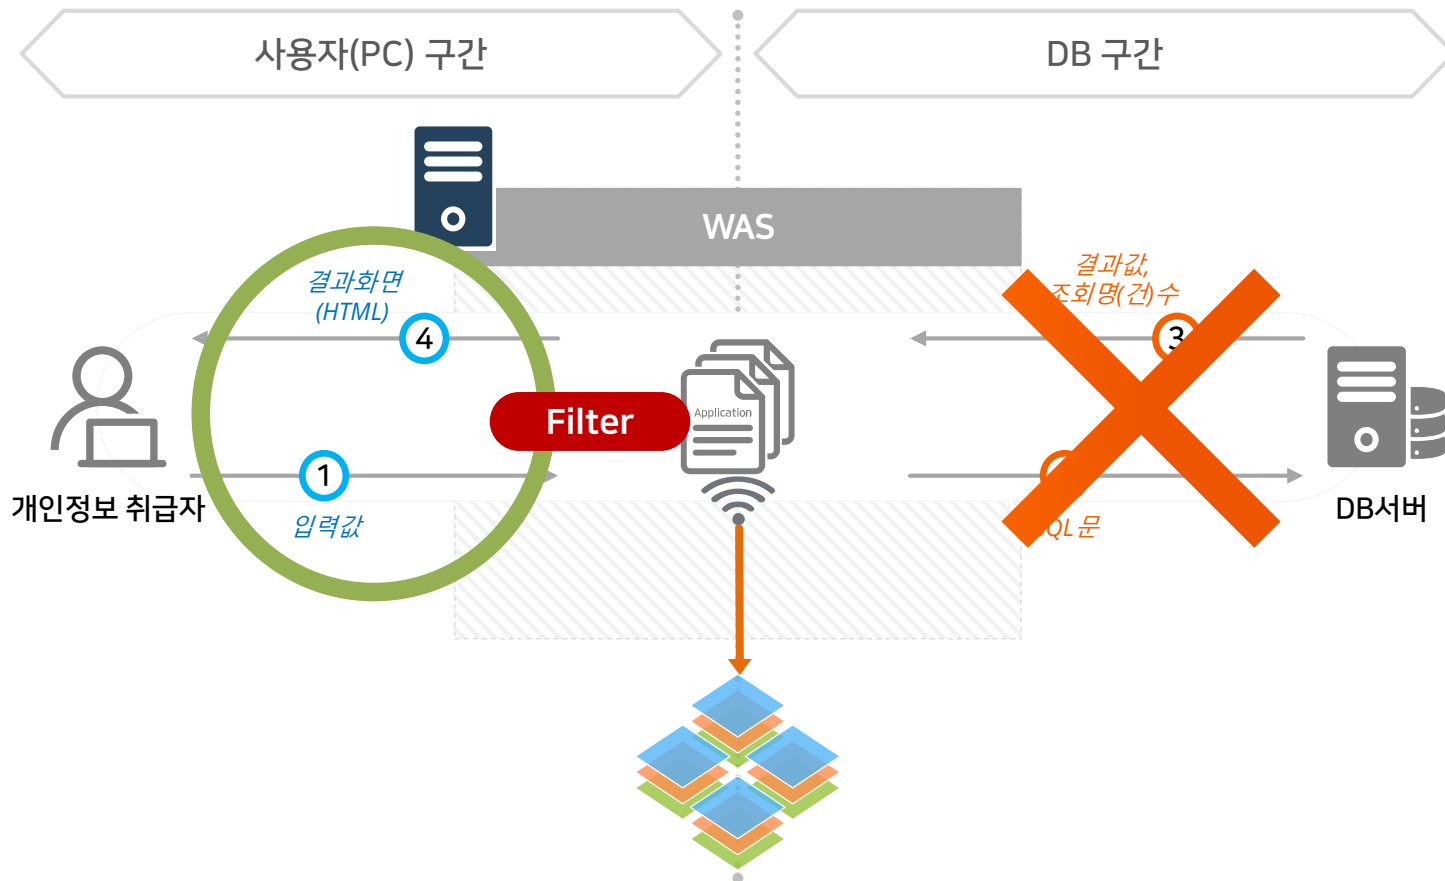 사용자(PC) 구간
DB 구간
WAS
결과화면
(HTML)
결과값,
조회명(건)수
4
3
Application
Filter
1
개인정보 취급자
입력값
QL문
DB서버